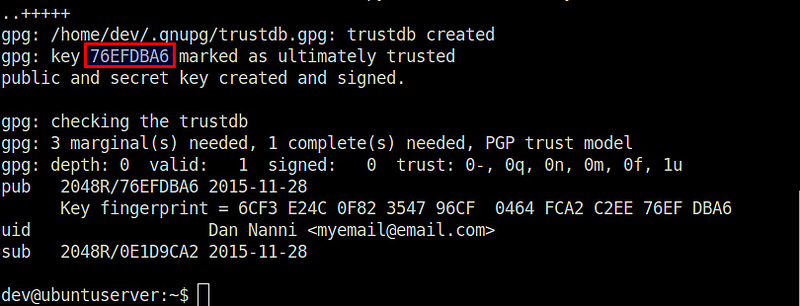 ..+++++
gpg: /home/dev/.gnupg/trustdb.gpg: trustdb created
gpg: key 76EFDBA6 marked as ultimately trusted
public and secret key created and signed.
gpg: checking the trustdb
gpg: 3 marginal(s) needed, 1 complete(s) needed, PGP trust model
gpg: depth: 0  valid:   1  signed:   0  trust: 0-, 0q, 0n, 0m, 0f, 1u
pub   2048R/76EFDBA6 2015-11-28
      Key fingerprint = 6CF3 E24C 0F82 3547 96CF  0464 FCA2 C2EE 76EF DBA6
uid                  Dan Nanni <myemail@email.com>
sub   2048R/0E1D9CA2 2015-11-28
dev@ubuntuserver:~$